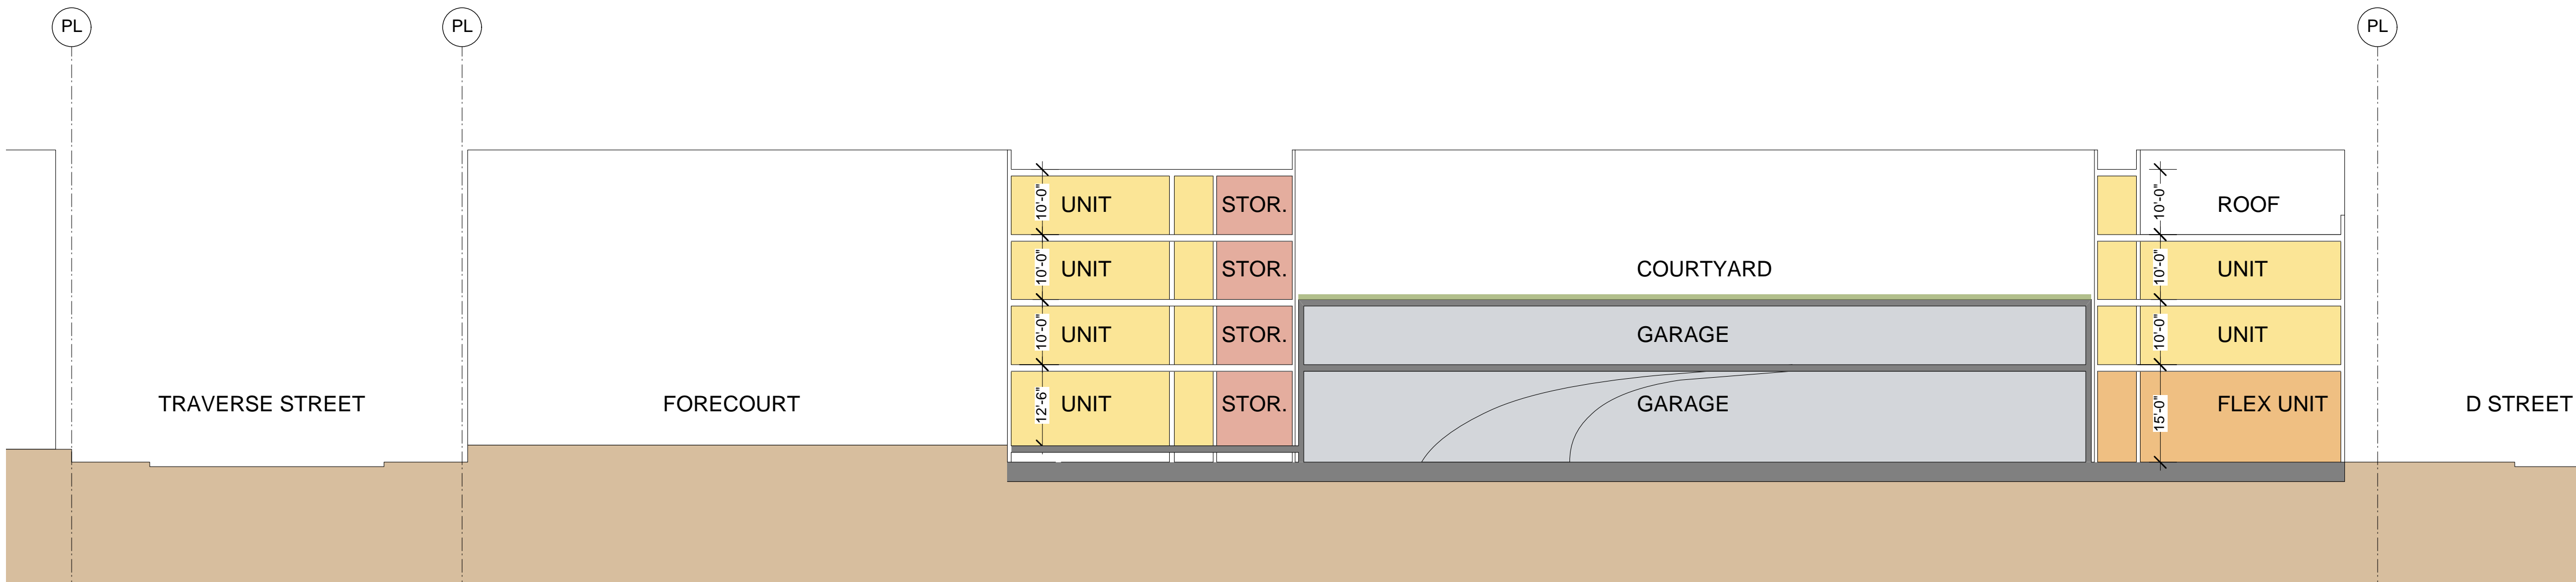 PL PL PL
10'-0" UNIT STOR. 10'-0" ROOF
10'-0" UNIT STOR. COURTYARD 10'-0" UNIT
10'-0" UNIT STOR. GARAGE 10'-0" UNIT
TRAVERSE STREET FORECOURT 12'-6" UNIT STOR. GARAGE 15'-0" FLEX UNIT D STREET